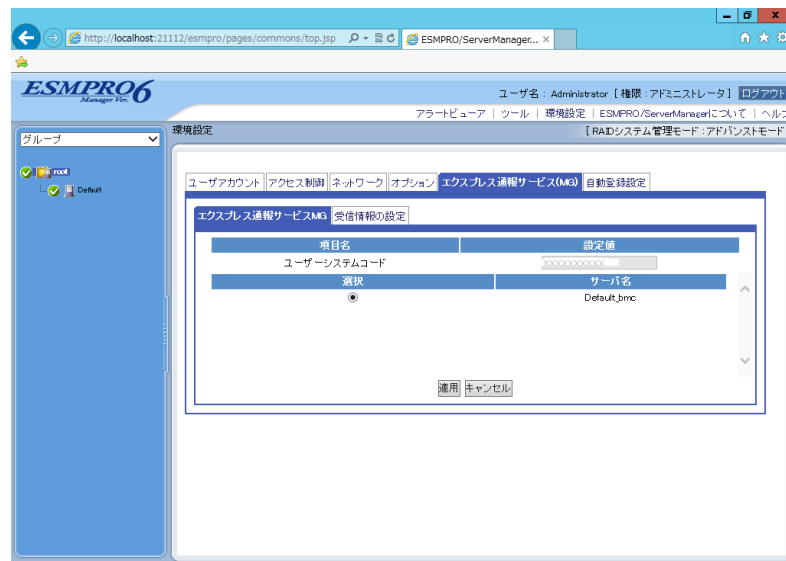 http://localhost:21112/esmpro/pages/commons/top.jsp
ESMPRO/ServerManager...
ESMPRO6
Manager Ver.
ユーザ名 : Administrator [ 権限 : アドミニストレータ ] ログアウト
アラートビューア | ツール | 環境設定 | ESMPRO/ServerManagerについて | ヘルプ
グループ
環境設定
[ RAIDシステム管理モード : アドバンストモード
root
Default
ユーザアカウント アクセス制御 ネットワーク オプション エクスプレス通報サービス(MG) 自動登録設定
エクスプレス通報サービスMG 受信情報の設定
項目名 設定値
ユーザーシステムコード XXXXXXXXXX
選択 サーバ名
Default_bmc
適用 キャンセル